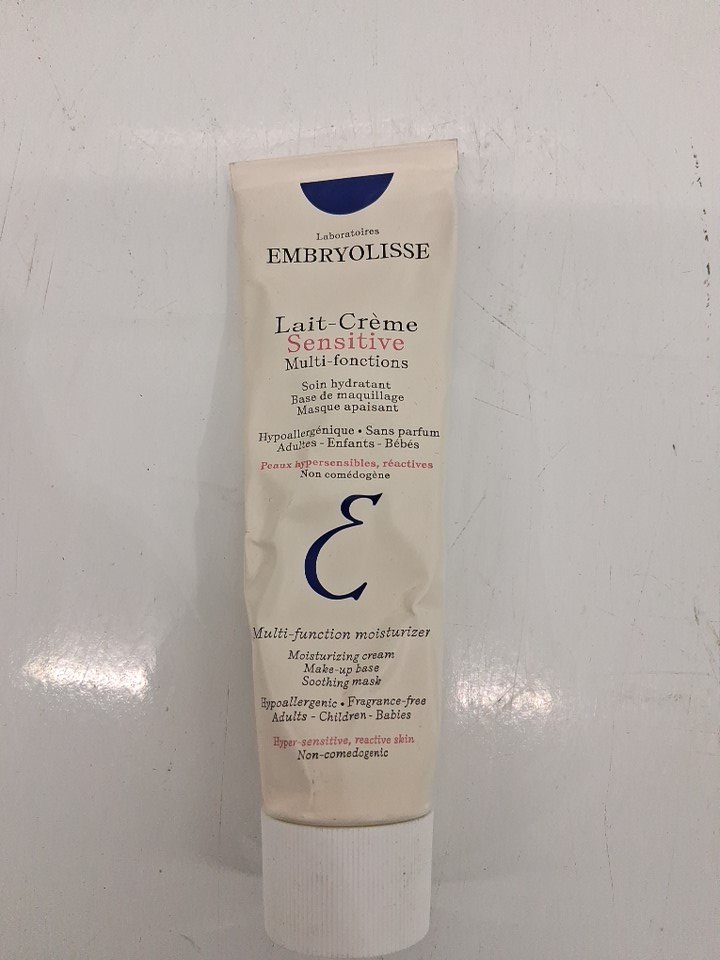 Laboratoires
EMBRYOLISSE
Lait-Crème
Sensitive
Multi-fonctions
Soin hydratant
Base de maquillage
Masque apaisant
Hypoallergénique • Sans parfum
Adultes - Enfants - Bébés
Peaux hypersensibles, réactives
Non comédogène
Multi-function moisturizer
Moisturizing cream
Make-up base
Soothing mask
Hypoallergenic • Fragrance-free
Adults - Children - Babies
Hyper-sensitive, reactive skin
Non-comedogenic